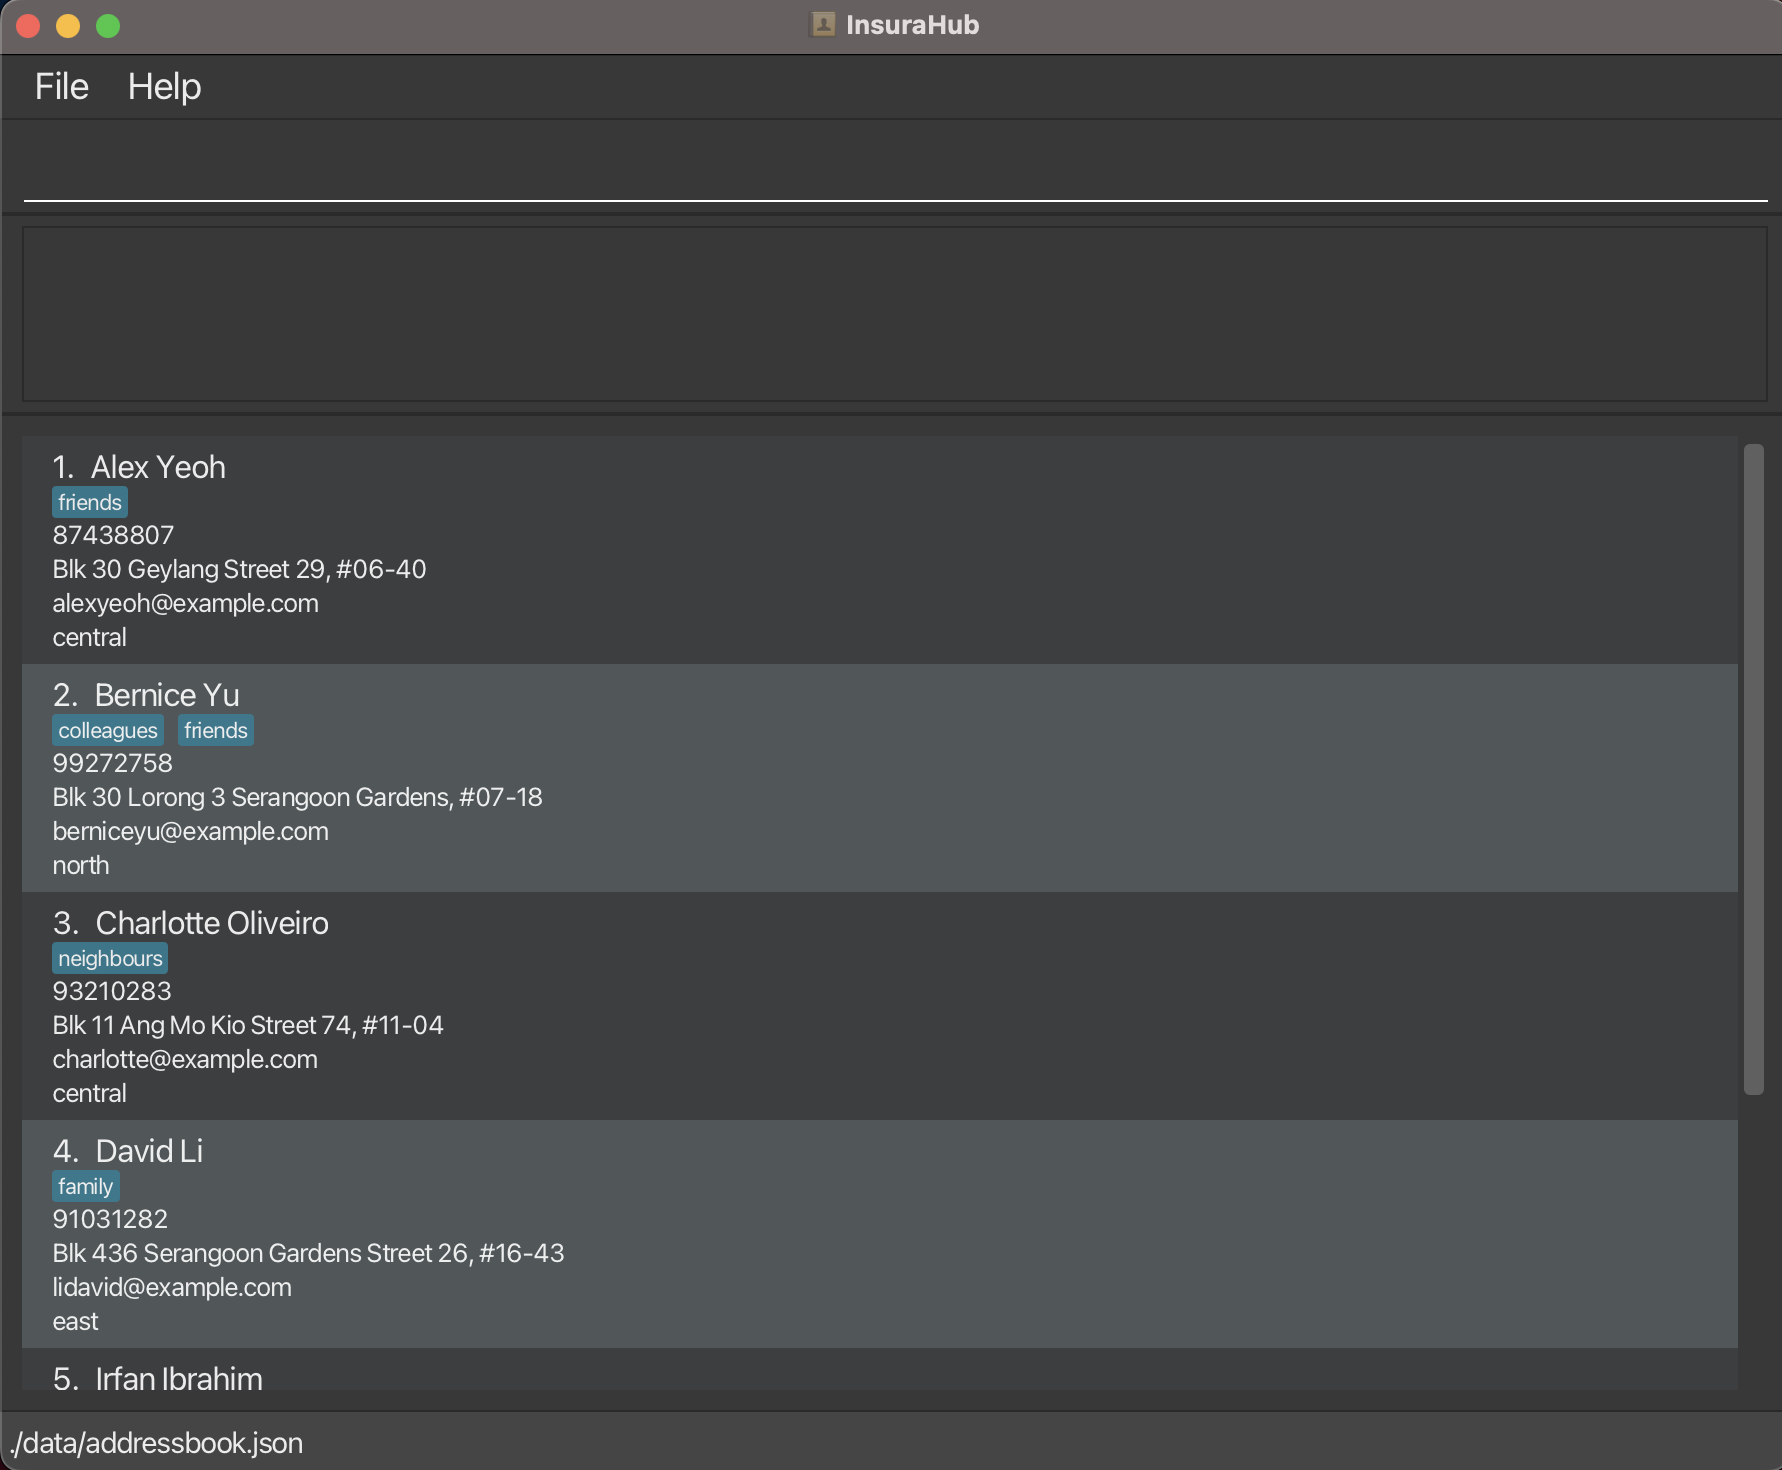 InsuraHub
File Help
1. Alex Yeoh
friends
87438807
Blk 30 Geylang Street 29, #06-40
alexyeoh@example.com
central
2. Bernice Yu
colleagues friends
99272758
Blk 30 Lorong 3 Serangoon Gardens, #07-18
berniceyu@example.com
north
3. Charlotte Oliveiro
neighbours
93210283
Blk 11 Ang Mo Kio Street 74, #11-04
charlotte@example.com
central
4. David Li
family
91031282
Blk 436 Serangoon Gardens Street 26, #16-43
lidavid@example.com
east
5. Irfan Ibrahim
./data/addressbook.json